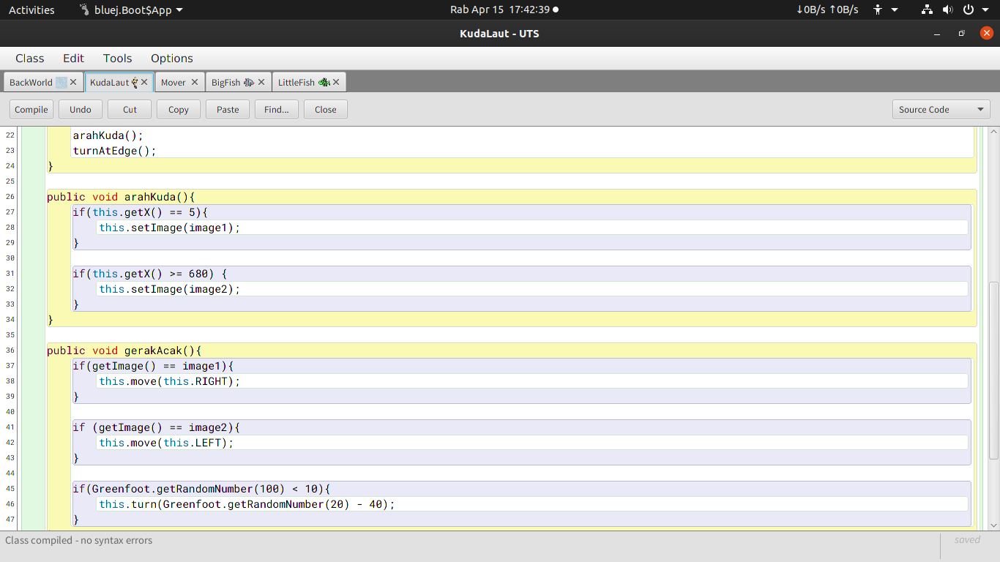 Activities bluej.Boot$App Rab Apr 15 17:42:39 ↓0B/s ↑0B/s
KudaLaut - UTS
Class Edit Tools Options
BackWorld KudaLaut Mover BigFish LittleFish
Compile Undo Cut Copy Paste Find... Close Source Code
22 arahKuda();
23 turnAtEdge();
24 }
25
26 public void arahKuda(){
27 if(this.getX() == 5){
28 this.setImage(image1);
29 }
30
31 if(this.getX() >= 680) {
32 this.setImage(image2);
33 }
34 }
35
36 public void gerakAcak(){
37 if(getImage() == image1){
38 this.move(this.RIGHT);
39 }
40
41 if (getImage() == image2){
42 this.move(this.LEFT);
43 }
44
45 if(Greenfoot.getRandomNumber(100) < 10){
46 this.turn(Greenfoot.getRandomNumber(20) - 40);
47 }
Class compiled - no syntax errors saved